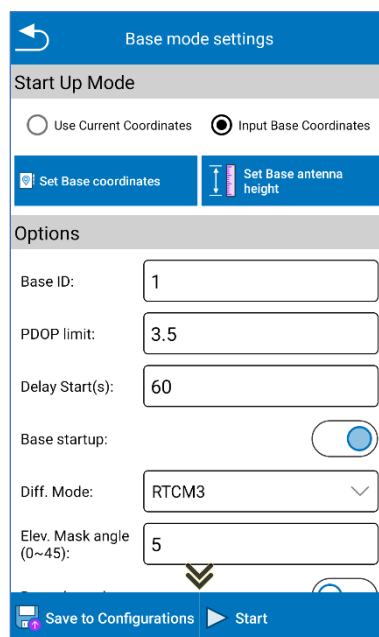 Base mode settings
Start Up Mode
Use Current Coordinates
Input Base Coordinates
Set Base coordinates
Set Base antenna
height
Options
Base ID:
1
PDOP limit:
3.5
Delay Start(s):
60
Base startup:
Diff. Mode:
RTCM3
Elev. Mask angle
(0~45):
5
Save to Configurations
Start